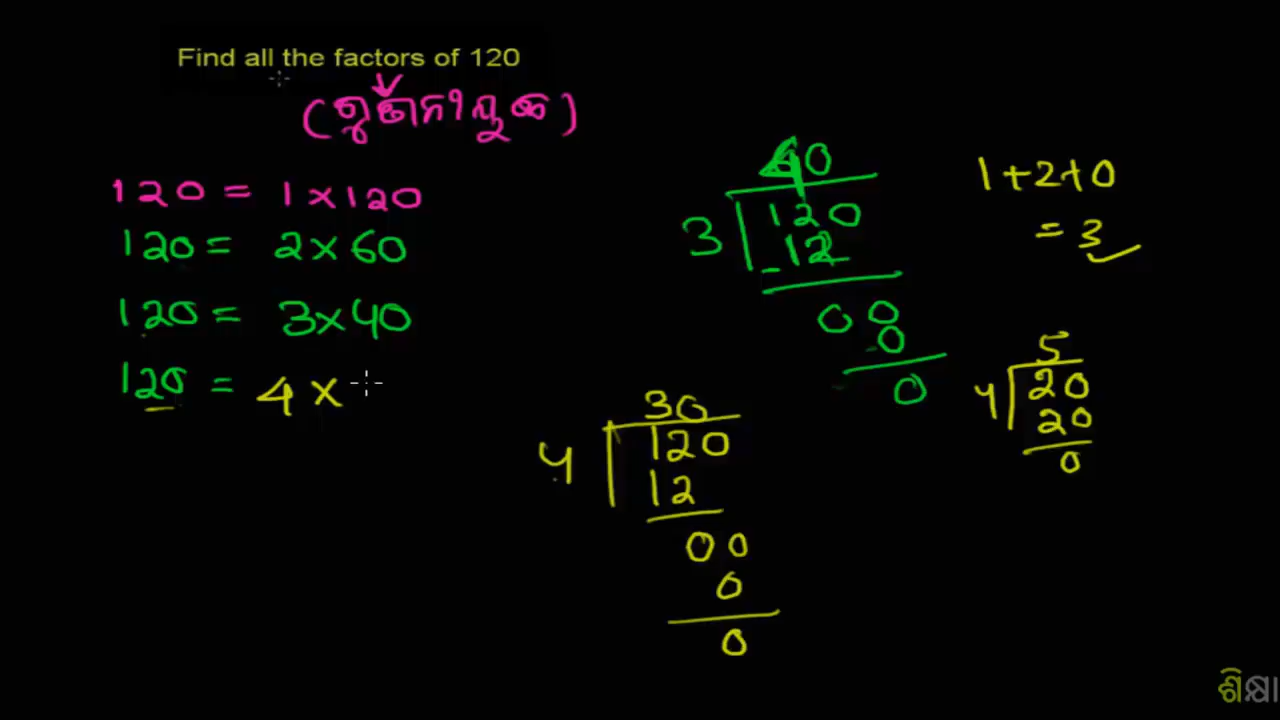 Find all the factors of 120
(ଗୁଣନୀୟକ)
120 = 1 × 120
120 = 2 × 60
120 = 3 × 40
120 = 4 ×
40
3 120
- 12
00
- 0
0
1 + 2 + 0
= 3
30
4 120
12
00
0
0
5
4 20
20
0
ଶିକ୍ଷା